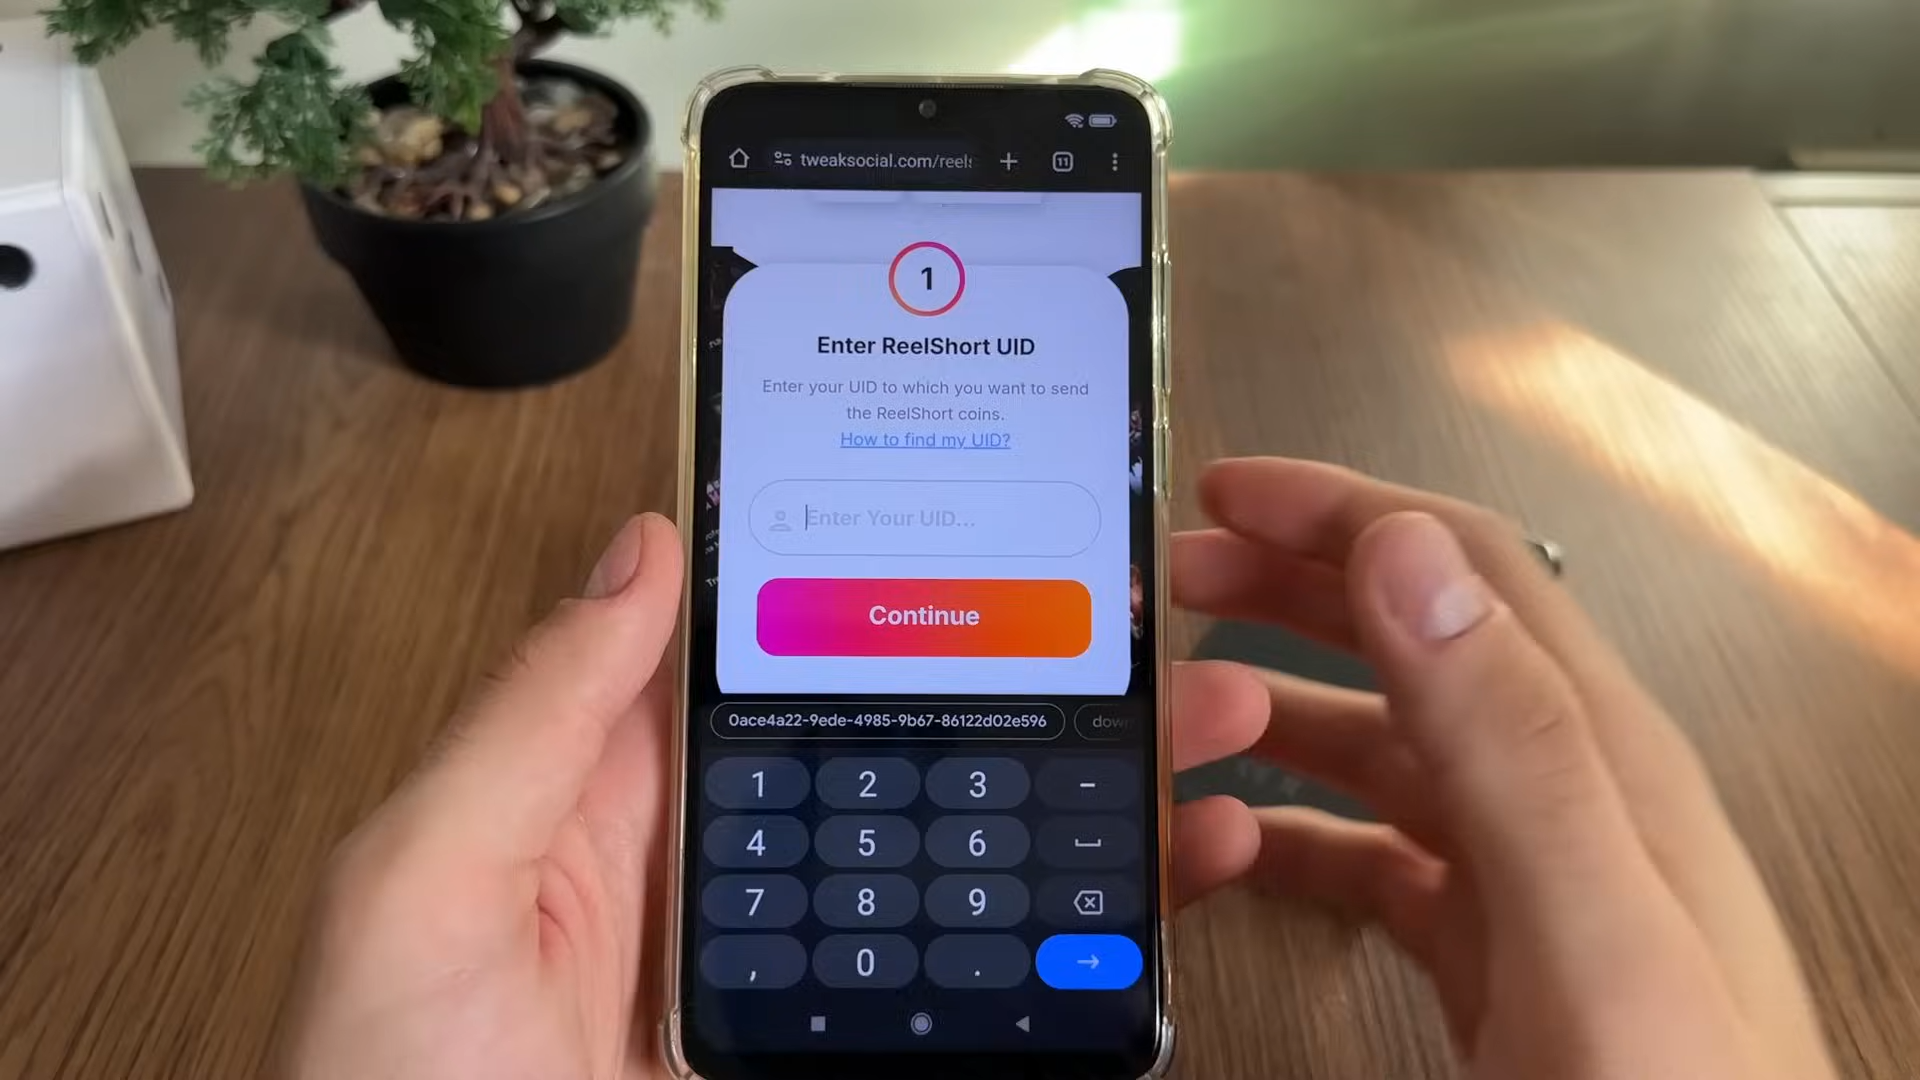 tweaksocial.com/reels
11
1
Enter ReelShort UID
Enter your UID to which you want to send
the ReelShort coins.
How to find my UID?
Enter Your UID...
Continue
0ace4a22-9ede-4985-9b67-86122d02e596 down
1 2 3 -
4 5 6
7 8 9
, 0 .